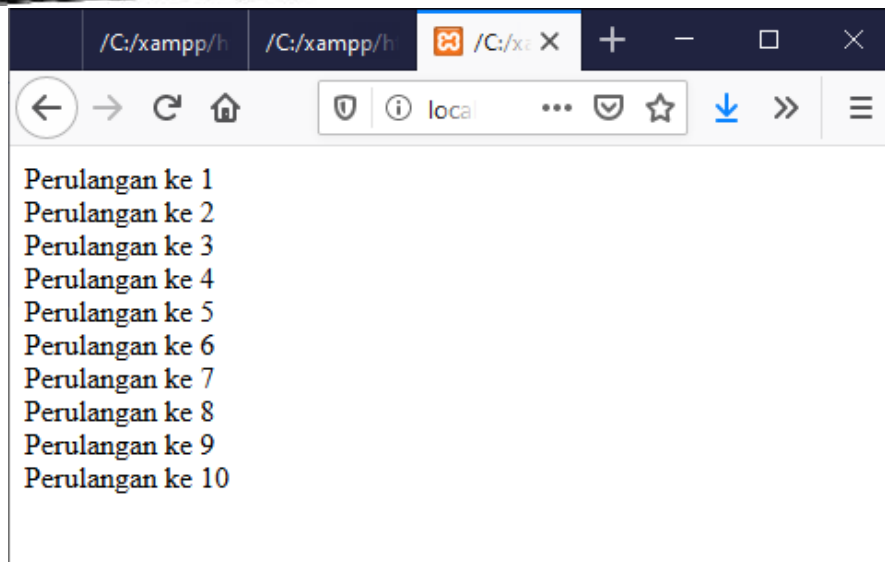 /C:/xampp/h
/C:/xampp/h
/C:/xa
local
Perulangan ke 1
Perulangan ke 2
Perulangan ke 3
Perulangan ke 4
Perulangan ke 5
Perulangan ke 6
Perulangan ke 7
Perulangan ke 8
Perulangan ke 9
Perulangan ke 10